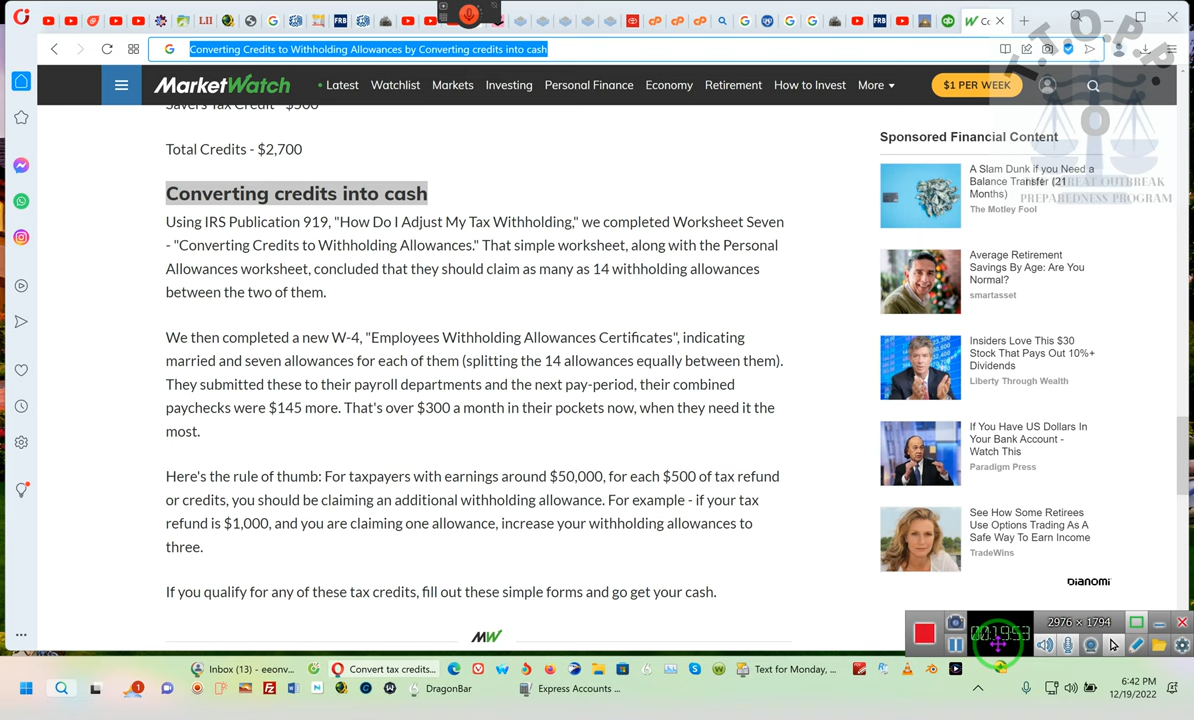 Converting Credits to Withholding Allowances by Converting credits into cash
MarketWatch
Latest
Watchlist
Markets
Investing
Personal Finance
Economy
Retirement
How to Invest
More
$1 PER WEEK
Savers Tax Credit - $500
Total Credits - $2,700
Converting credits into cash
Using IRS Publication 919, "How Do I Adjust My Tax Withholding," we completed Worksheet Seven
- "Converting Credits to Withholding Allowances." That simple worksheet, along with the Personal
Allowances worksheet, concluded that they should claim as many as 14 withholding allowances
between the two of them.
We then completed a new W-4, "Employees Withholding Allowances Certificates", indicating
married and seven allowances for each of them (splitting the 14 allowances equally between them).
They submitted these to their payroll departments and the next pay-period, their combined
paychecks were $145 more. That's over $300 a month in their pockets now, when they need it the
most.
Here's the rule of thumb: For taxpayers with earnings around $50,000, for each $500 of tax refund
or credits, you should be claiming an additional withholding allowance. For example - if your tax
refund is $1,000, and you are claiming one allowance, increase your withholding allowances to
three.
If you qualify for any of these tax credits, fill out these simple forms and go get your cash.
MW
Sponsored Financial Content
A Slam Dunk if you Need a
Balance Transfer (21
Months)
The Motley Fool
Average Retirement
Savings By Age: Are You
Normal?
smartasset
Insiders Love This $30
Stock That Pays Out 10%+
Dividends
Liberty Through Wealth
If You Have US Dollars In
Your Bank Account -
Watch This
Paradigm Press
See How Some Retirees
Use Options Trading As A
Safe Way To Earn Income
TradeWins
DIANOMI
T.T.O.P.P.
O
THREAT OUTBREAK
PREPAREDNESS PROGRAM
00:19:53
2976 × 1794
Inbox (13) - eeonv...
Convert tax credits...
Text for Monday, ...
DragonBar
Express Accounts ...
6:42 PM
12/19/2022